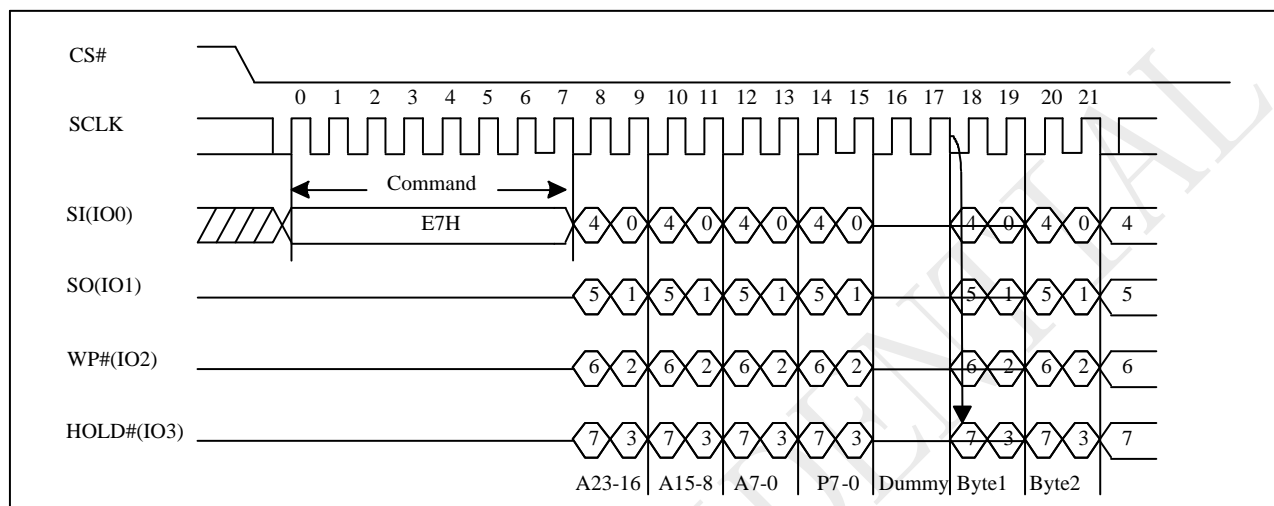 CS#
0 1 2 3 4 5 6 7 8 9 10 11 12 13 14 15 16 17 18 19 20 21
SCLK
Command
SI(IO0) E7H 4 0 4 0 4 0 4 0 4 0 4 0 4
SO(IO1) 5 1 5 1 5 1 5 1 5 1 5 1 5
WP#(IO2) 6 2 6 2 6 2 6 2 6 2 6 2 6
HOLD#(IO3) 7 3 7 3 7 3 7 3 7 3 7 3 7
A23-16 A15-8 A7-0 P7-0 Dummy Byte1 Byte2
DENTIAL